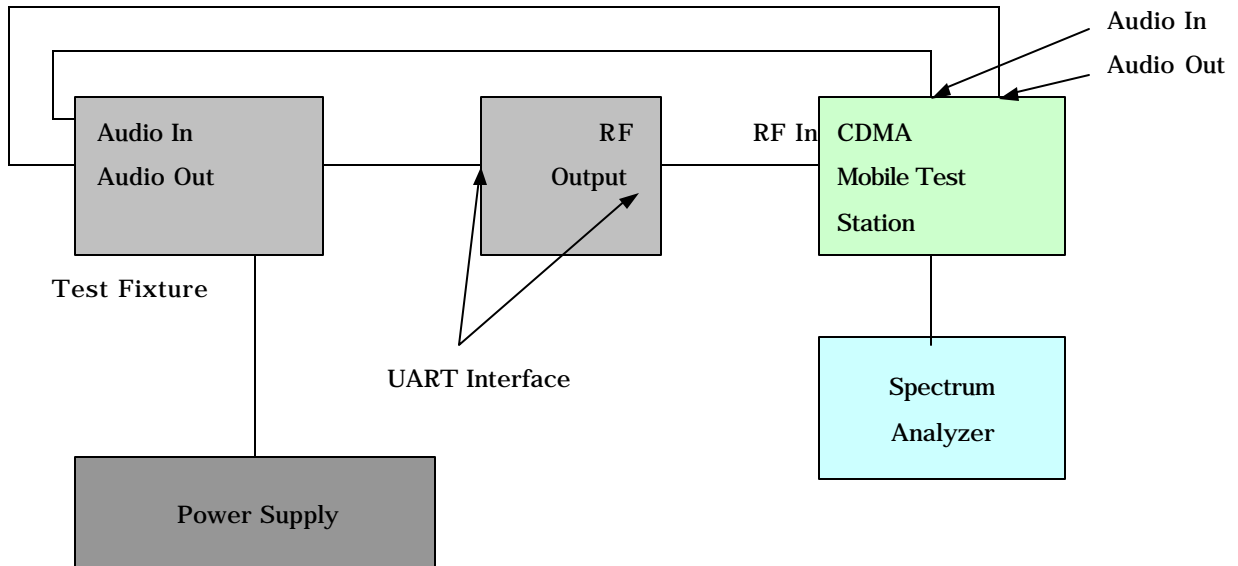 Audio In
Audio Out
Audio In
Audio Out
RF
Output
RF In
CDMA
Mobile Test
Station
Test Fixture
UART Interface
Spectrum
Analyzer
Power Supply